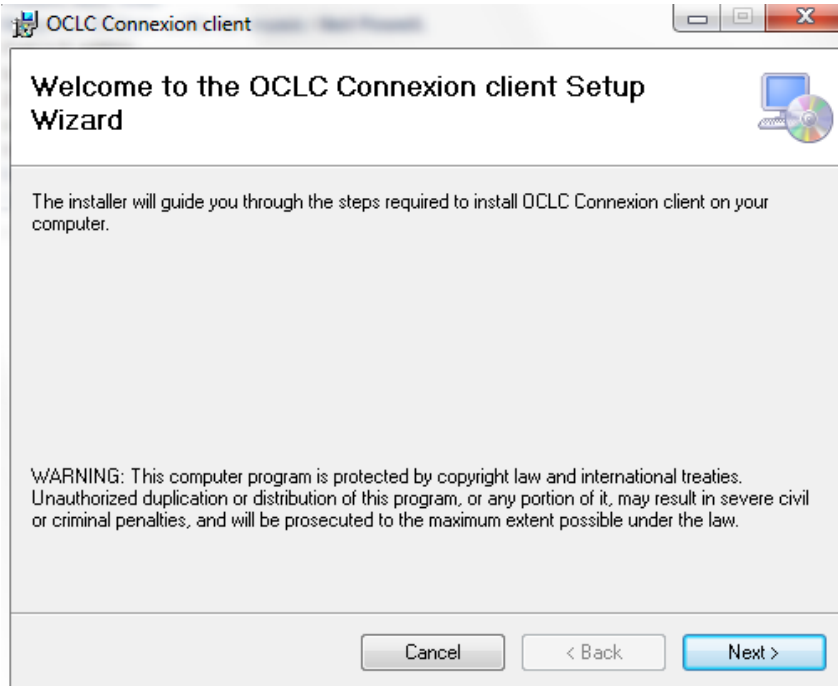 OCLC Connexion client
Welcome to the OCLC Connexion client Setup
Wizard
The installer will guide you through the steps required to install OCLC Connexion client on your
computer.
WARNING: This computer program is protected by copyright law and international treaties.
Unauthorized duplication or distribution of this program, or any portion of it, may result in severe civil
or criminal penalties, and will be prosecuted to the maximum extent possible under the law.
Cancel
< Back
Next >